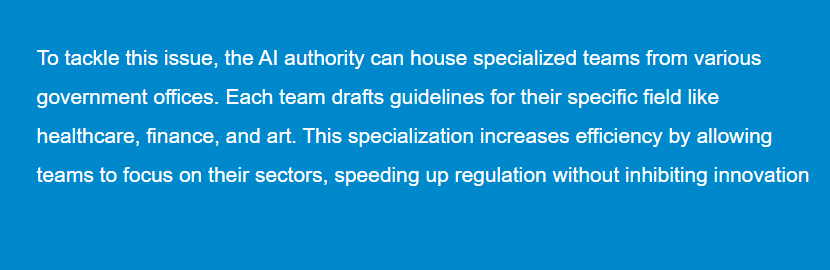 To tackle this issue, the AI authority can house specialized teams from various
government offices. Each team drafts guidelines for their specific field like
healthcare, finance, and art. This specialization increases efficiency by allowing
teams to focus on their sectors, speeding up regulation without inhibiting innovation